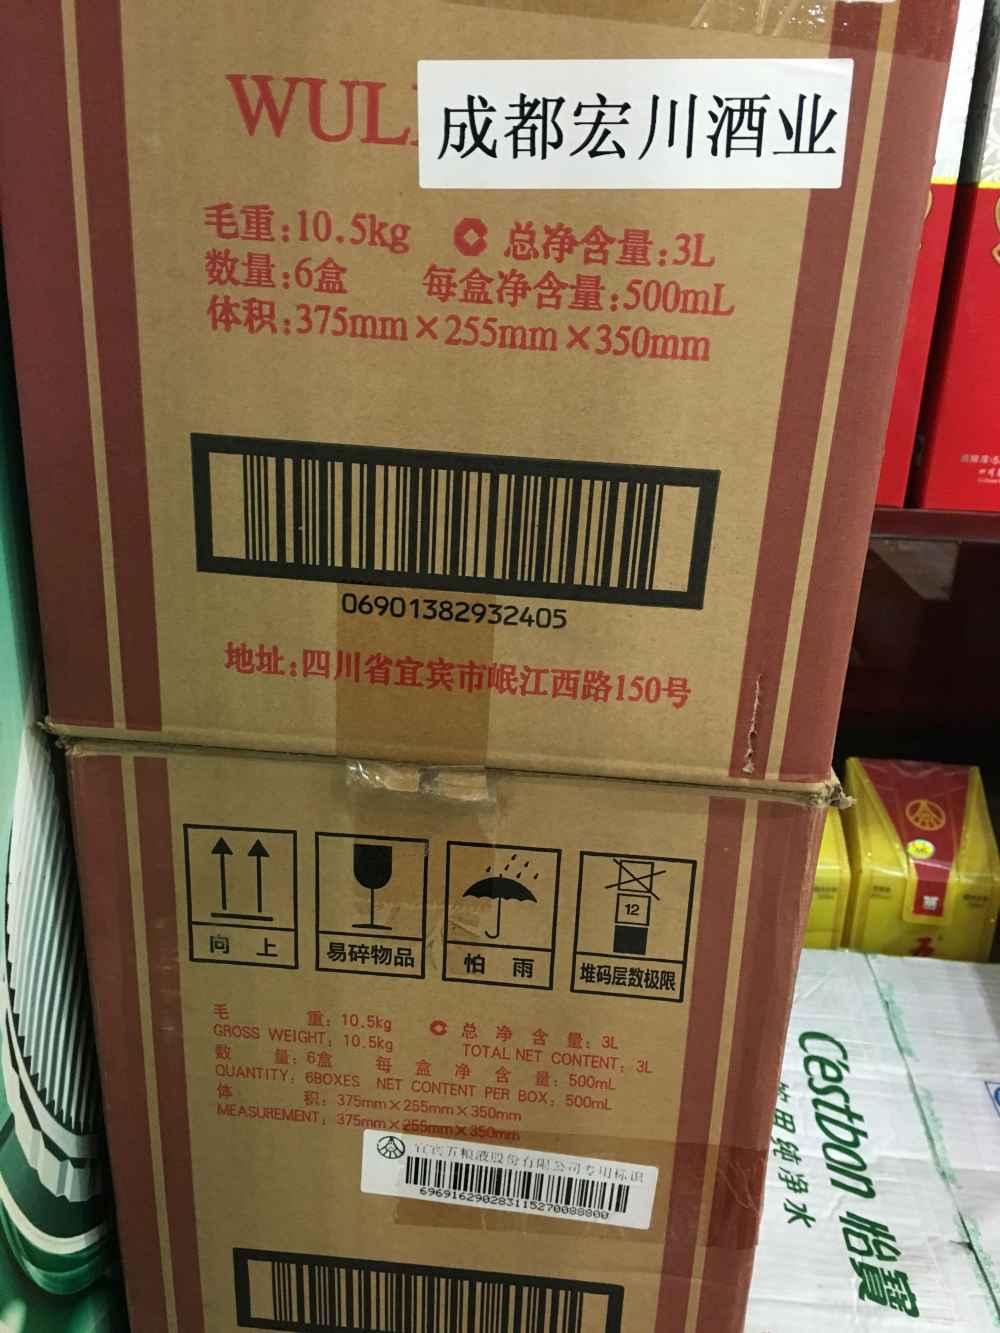 WUL
成都宏川酒业
毛重:10.5kg 总净含量:3L
数量:6盒 每盒净含量:500mL
体积:375mm×255mm×350mm
06901382932405
地址:四川省宜宾市岷江西路150号
向上
易碎物品
怕雨
12
堆码层数极限
毛重:10.5kg 总净含量:3L
GROSS WEIGHT:10.5kg TOTAL NET CONTENT:3L
数量:6盒 每盒净含量:500mL
QUANTITY:6BOXES NET CONTENT PER BOX:500mL
体积:375mm×255mm×350mm
MEASUREMENT:375mm×255mm×350mm
宜宾五粮液股份有限公司专用标识
696916290283115270088800
C'estbon 怡寶
饮用纯净水